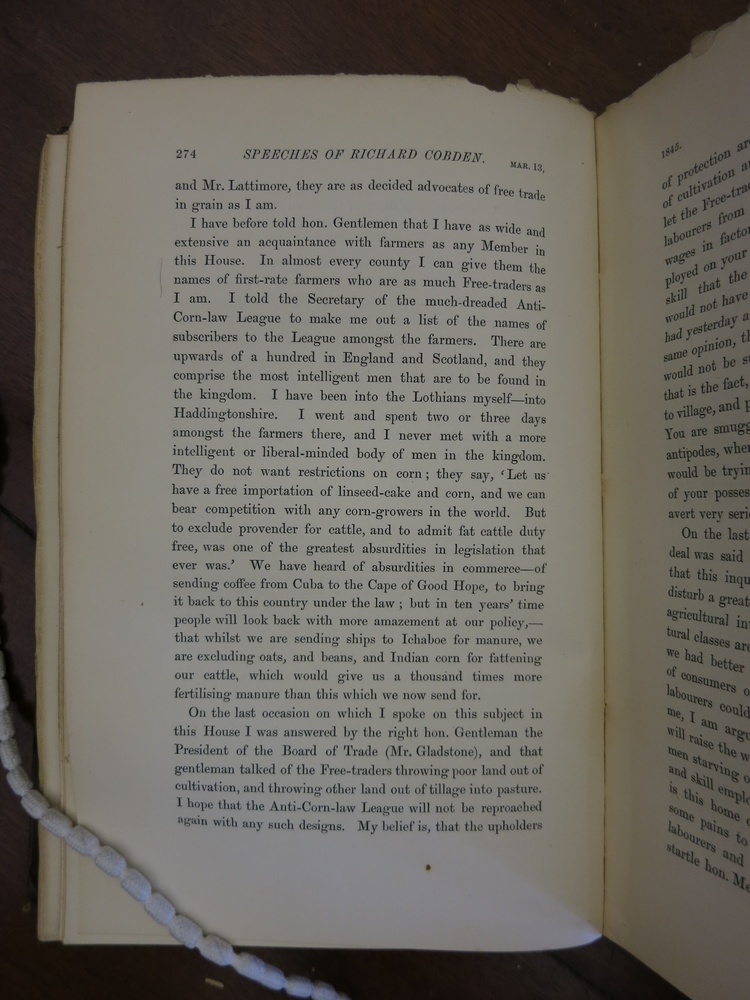 274 SPEECHES OF RICHARD COBDEN. MAR. 13,
and Mr. Lattimore, they are as decided advocates of free trade
in grain as I am.
I have before told hon. Gentlemen that I have as wide and
extensive an acquaintance with farmers as any Member in
this House. In almost every county I can give them the
names of first-rate farmers who are as much Free-traders as
I am. I told the Secretary of the much-dreaded Anti-
Corn-law League to make me out a list of the names of
subscribers to the League amongst the farmers. There are
upwards of a hundred in England and Scotland, and they
comprise the most intelligent men that are to be found in
the kingdom. I have been into the Lothians myself—into
Haddingtonshire. I went and spent two or three days
amongst the farmers there, and I never met with a more
intelligent or liberal-minded body of men in the kingdom.
They do not want restrictions on corn; they say, ‘Let us
have a free importation of linseed-cake and corn, and we can
bear competition with any corn-growers in the world. But
to exclude provender for cattle, and to admit fat cattle duty
free, was one of the greatest absurdities in legislation that
ever was.’ We have heard of absurdities in commerce—of
sending coffee from Cuba to the Cape of Good Hope, to bring
it back to this country under the law; but in ten years’ time
people will look back with more amazement at our policy,—
that whilst we are sending ships to Ichaboe for manure, we
are excluding oats, and beans, and Indian corn for fattening
our cattle, which would give us a thousand times more
fertilising manure than this which we now send for.
On the last occasion on which I spoke on this subject in
this House I was answered by the right hon. Gentleman the
President of the Board of Trade (Mr. Gladstone), and that
gentleman talked of the Free-traders throwing poor land out of
cultivation, and throwing other land out of tillage into pasture.
I hope that the Anti-Corn-law League will not be reproached
again with any such designs. My belief is, that the upholders
1845.
of protection
of cultivation
let the
labourers from
wages in
your
skill that the
would not have
had yesterday
same opinion,
would not be
that is the fact,
to village, and
You are
antipodes,
would be
of your
avert very
On the last
deal was said
that this
disturb a great
agricultural
classes
we had better
of consumers
labourers could
me, I am
will raise the
men starving
and skill
is this home
some pains to
labourers and
startle hon.